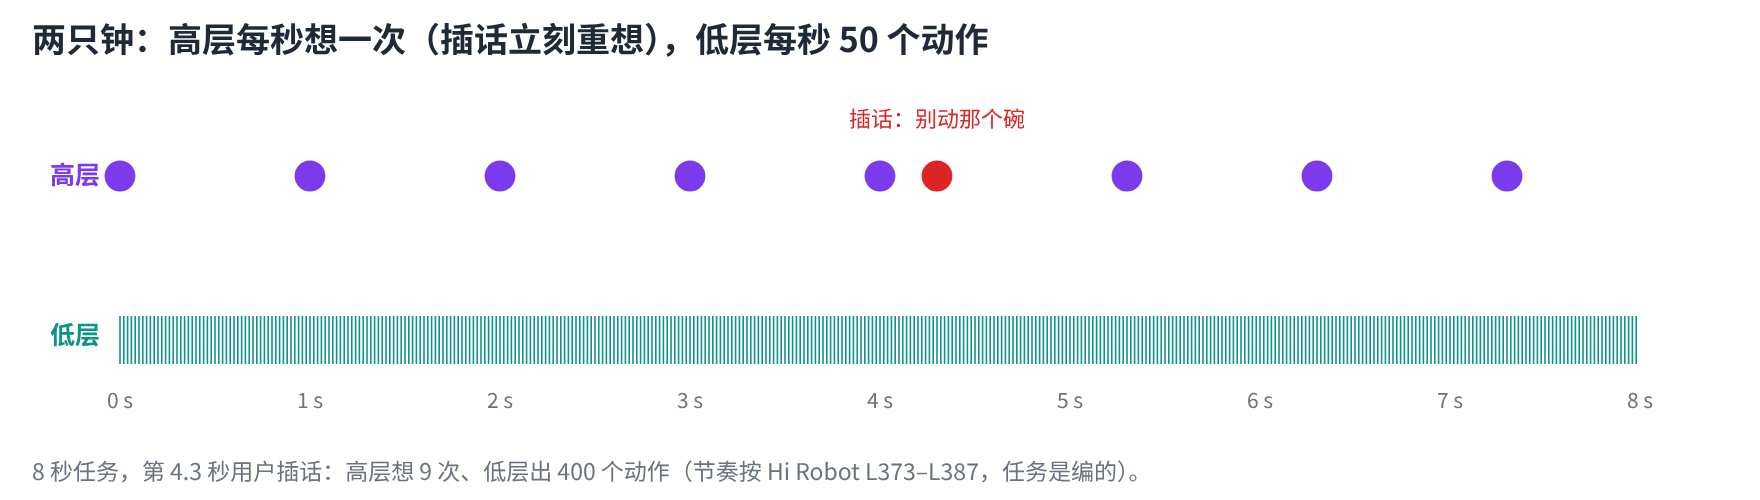 两只钟：高层每秒想一次（插话立刻重想），低层每秒 50 个动作
插话：别动那个碗
高层
低层
0 s 1 s 2 s 3 s 4 s 5 s 6 s 7 s 8 s
8 秒任务，第 4.3 秒用户插话：高层想 9 次、低层出 400 个动作（节奏按 Hi Robot L373–L387，任务是编的）。